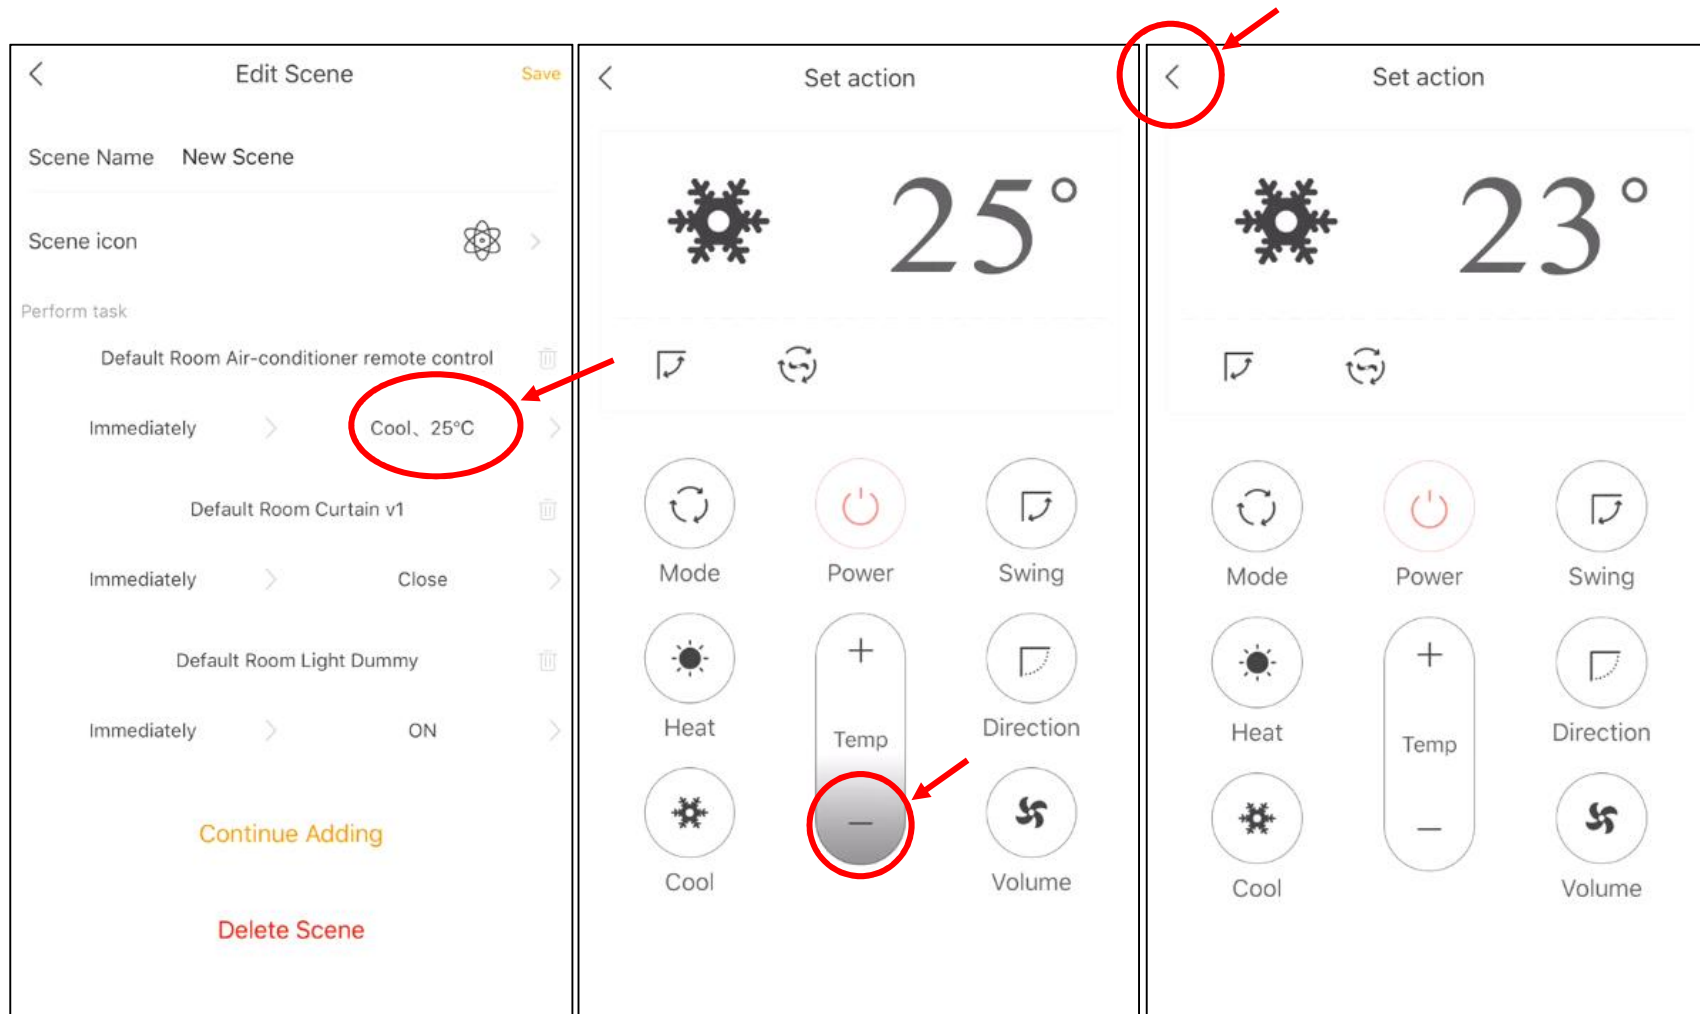 Edit Scene
Save
Scene Name New Scene
Scene icon
Perform task
Default Room Air-conditioner remote control
Immediately Cool、25°C
Default Room Curtain v1
Immediately Close
Default Room Light Dummy
Immediately ON
Continue Adding
Delete Scene
Set action
25°
Mode Power Swing
+
Heat Temp Direction
−
Cool Volume
Set action
23°
Mode Power Swing
+
Heat Temp Direction
−
Cool Volume